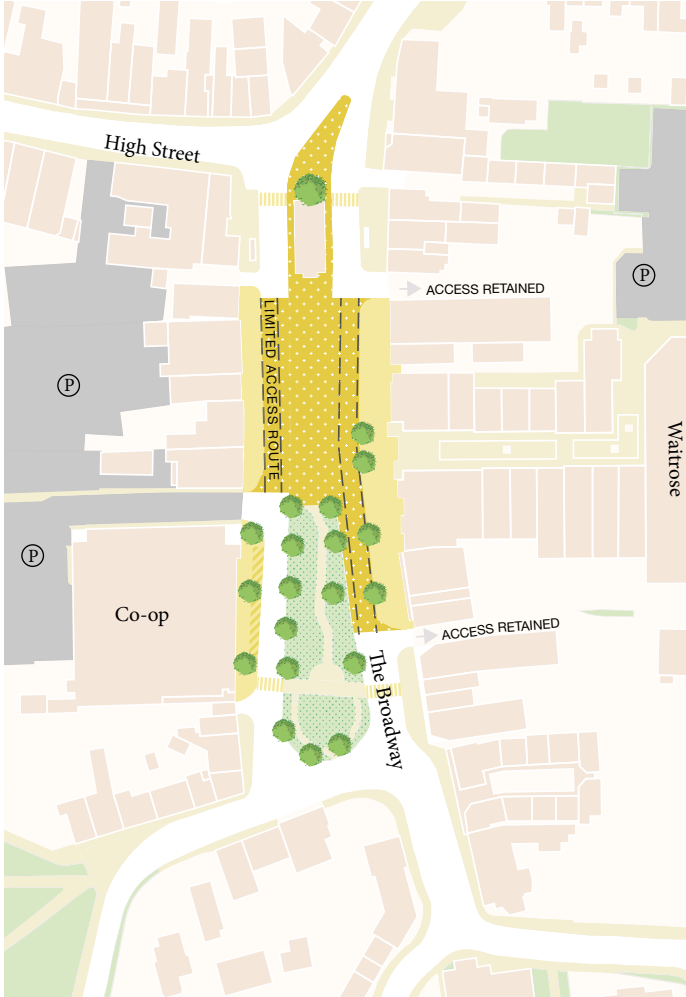 High Street
ACCESS RETAINED
P
LIMITED ACCESS ROUTE
P
Waitrose
P
Co-op
ACCESS RETAINED
The Broadway